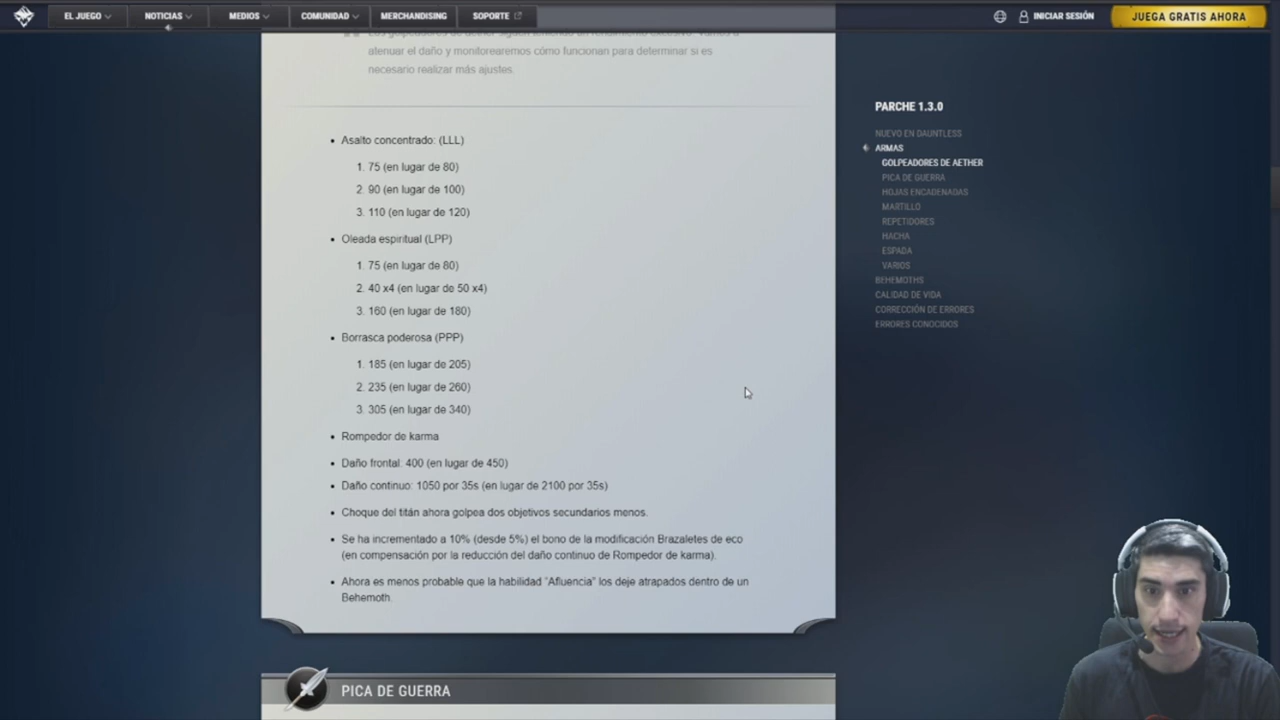 EL JUEGO
NOTICIAS
MEDIOS
COMUNIDAD
MERCHANDISING
SOPORTE
INICIAR SESIÓN
JUEGA GRATIS AHORA
atenuar el daño y monitorearemos cómo funcionan para determinar si es
necesario realizar más ajustes.
• Asalto concentrado: (LLL)
1. 75 (en lugar de 80)
2. 90 (en lugar de 100)
3. 110 (en lugar de 120)
• Oleada espiritual (LPP)
1. 75 (en lugar de 80)
2. 40 x4 (en lugar de 50 x4)
3. 160 (en lugar de 180)
• Borrasca poderosa (PPP)
1. 185 (en lugar de 205)
2. 235 (en lugar de 260)
3. 305 (en lugar de 340)
• Rompedor de karma
• Daño frontal: 400 (en lugar de 450)
• Daño continuo: 1050 por 35s (en lugar de 2100 por 35s)
• Choque del titán ahora golpea dos objetivos secundarios menos.
• Se ha incrementado a 10% (desde 5%) el bono de la modificación Brazaletes de eco
(en compensación por la reducción del daño continuo de Rompedor de karma).
• Ahora es menos probable que la habilidad "Afluencia" los deje atrapados dentro de un
Behemoth.
PICA DE GUERRA
PARCHE 1.3.0
NUEVO EN DAUNTLESS
ARMAS
GOLPEADORES DE AETHER
PICA DE GUERRA
HOJAS ENCADENADAS
MARTILLO
REPETIDORES
HACHA
ESPADA
VARIOS
BEHEMOTHS
CALIDAD DE VIDA
CORRECCIÓN DE ERRORES
ERRORES CONOCIDOS